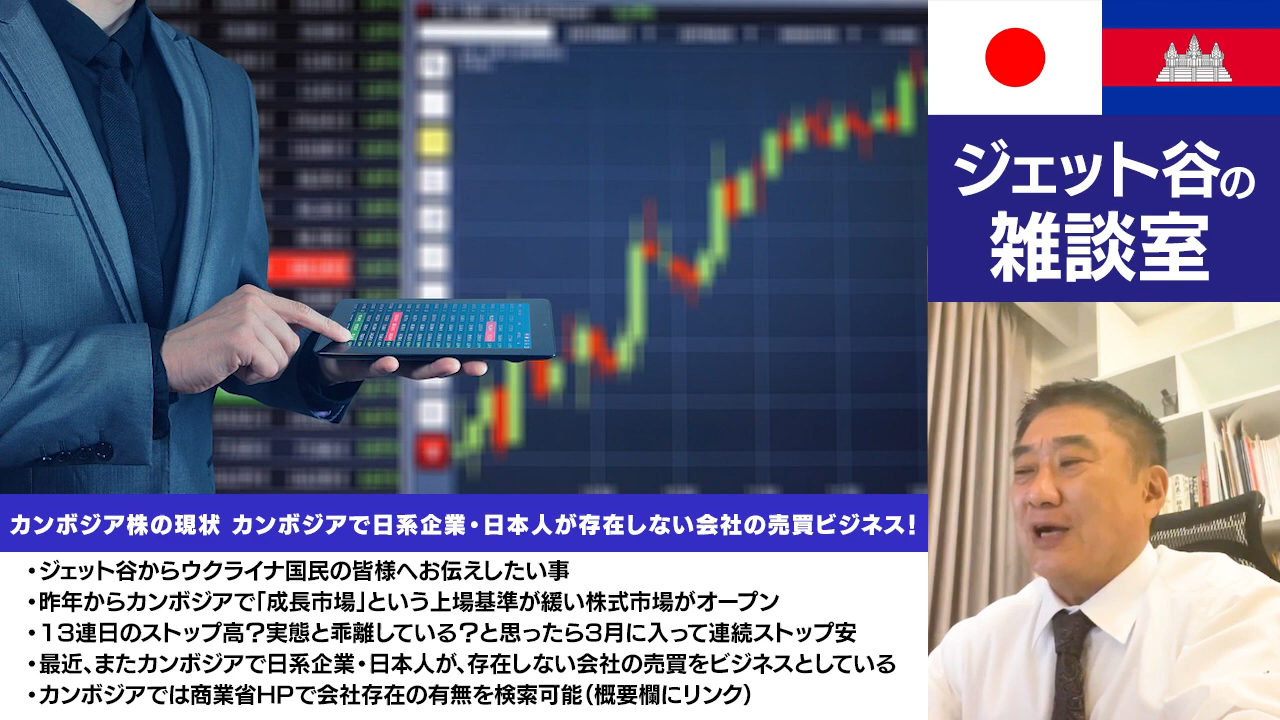 ジェット谷の
雑談室
カンボジア株の現状 カンボジアで日系企業・日本人が存在しない会社の売買ビジネス!
・ジェット谷からウクライナ国民の皆様へお伝えしたい事
・昨年からカンボジアで「成長市場」という上場基準が緩い株式市場がオープン
・13連日のストップ高?実態と乖離している?と思ったら3月に入って連続ストップ安
・最近、またカンボジアで日系企業・日本人が、存在しない会社の売買をビジネスとしている
・カンボジアでは商業省HPで会社存在の有無を検索可能(概要欄にリンク)